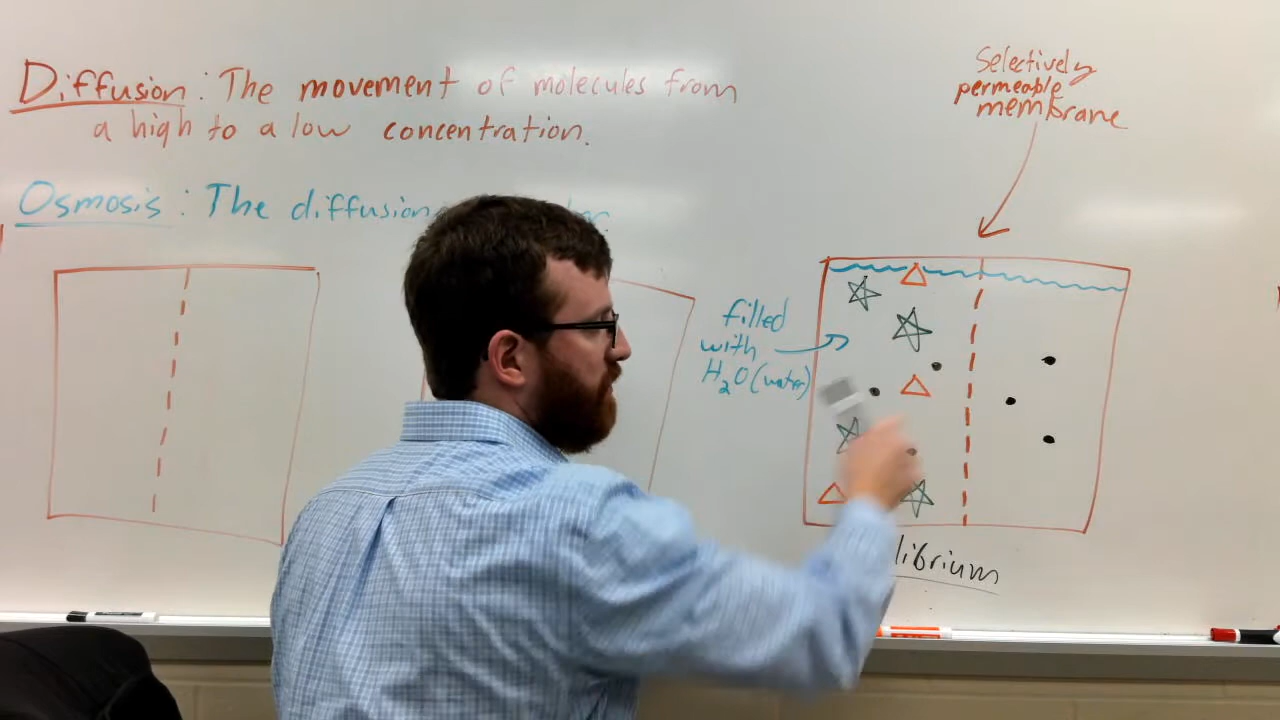 Diffusion: The movement of molecules from
a high to a low concentration.
Osmosis: The diffusion
Selectively
permeable
membrane
filled
with
H₂O (water)
librium